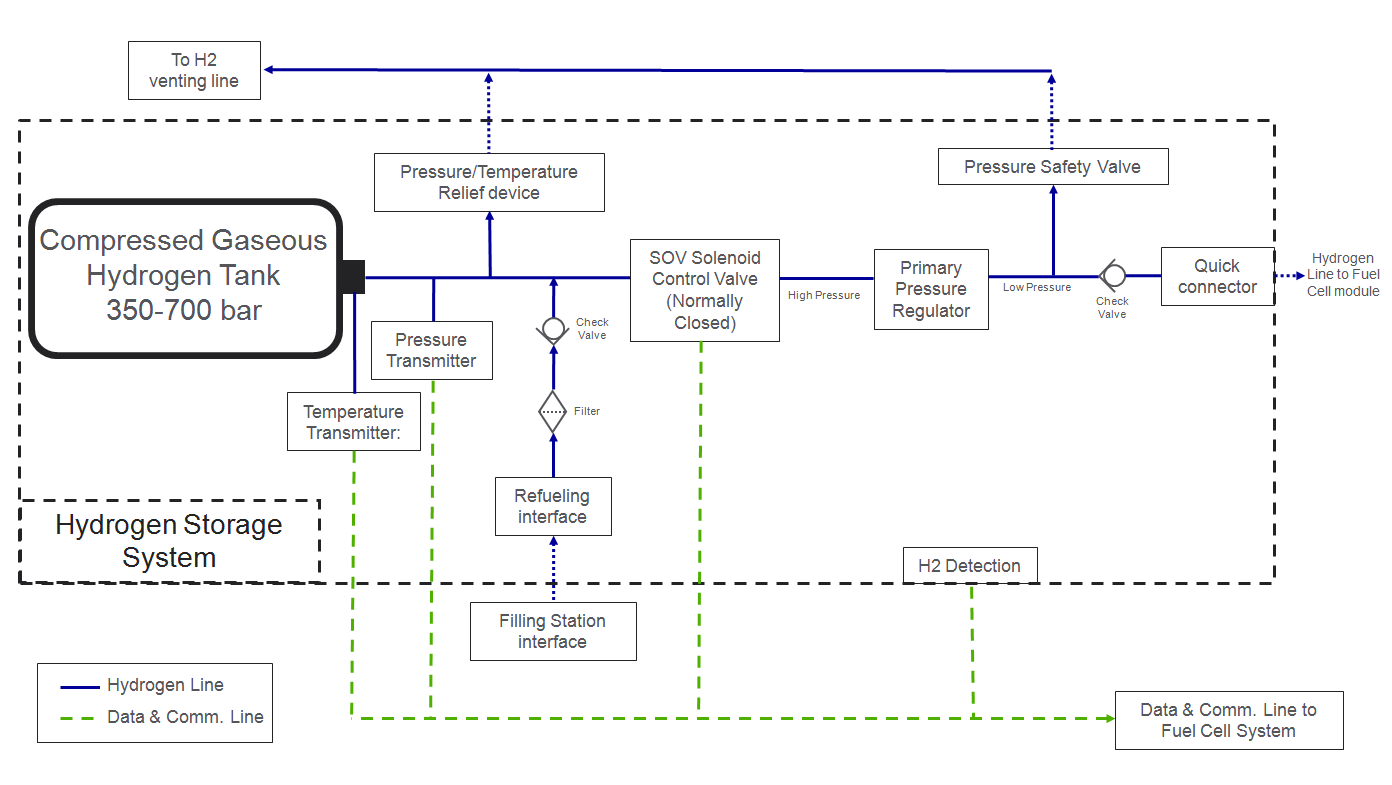 To H2
venting line
Pressure/Temperature
Relief device
Pressure Safety Valve
Compressed Gaseous
Hydrogen Tank
350-700 bar
SOV Solenoid
Control Valve
(Normally
Closed)
High Pressure
Primary
Pressure
Regulator
Low Pressure
Check
Valve
Quick
connector
Hydrogen
Line to Fuel
Cell module
Pressure
Transmitter
Check
Valve
Temperature
Transmitter:
Filter
Refueling
interface
Hydrogen Storage
System
H2 Detection
Filling Station
interface
Hydrogen Line
Data & Comm. Line
Data & Comm. Line to
Fuel Cell System